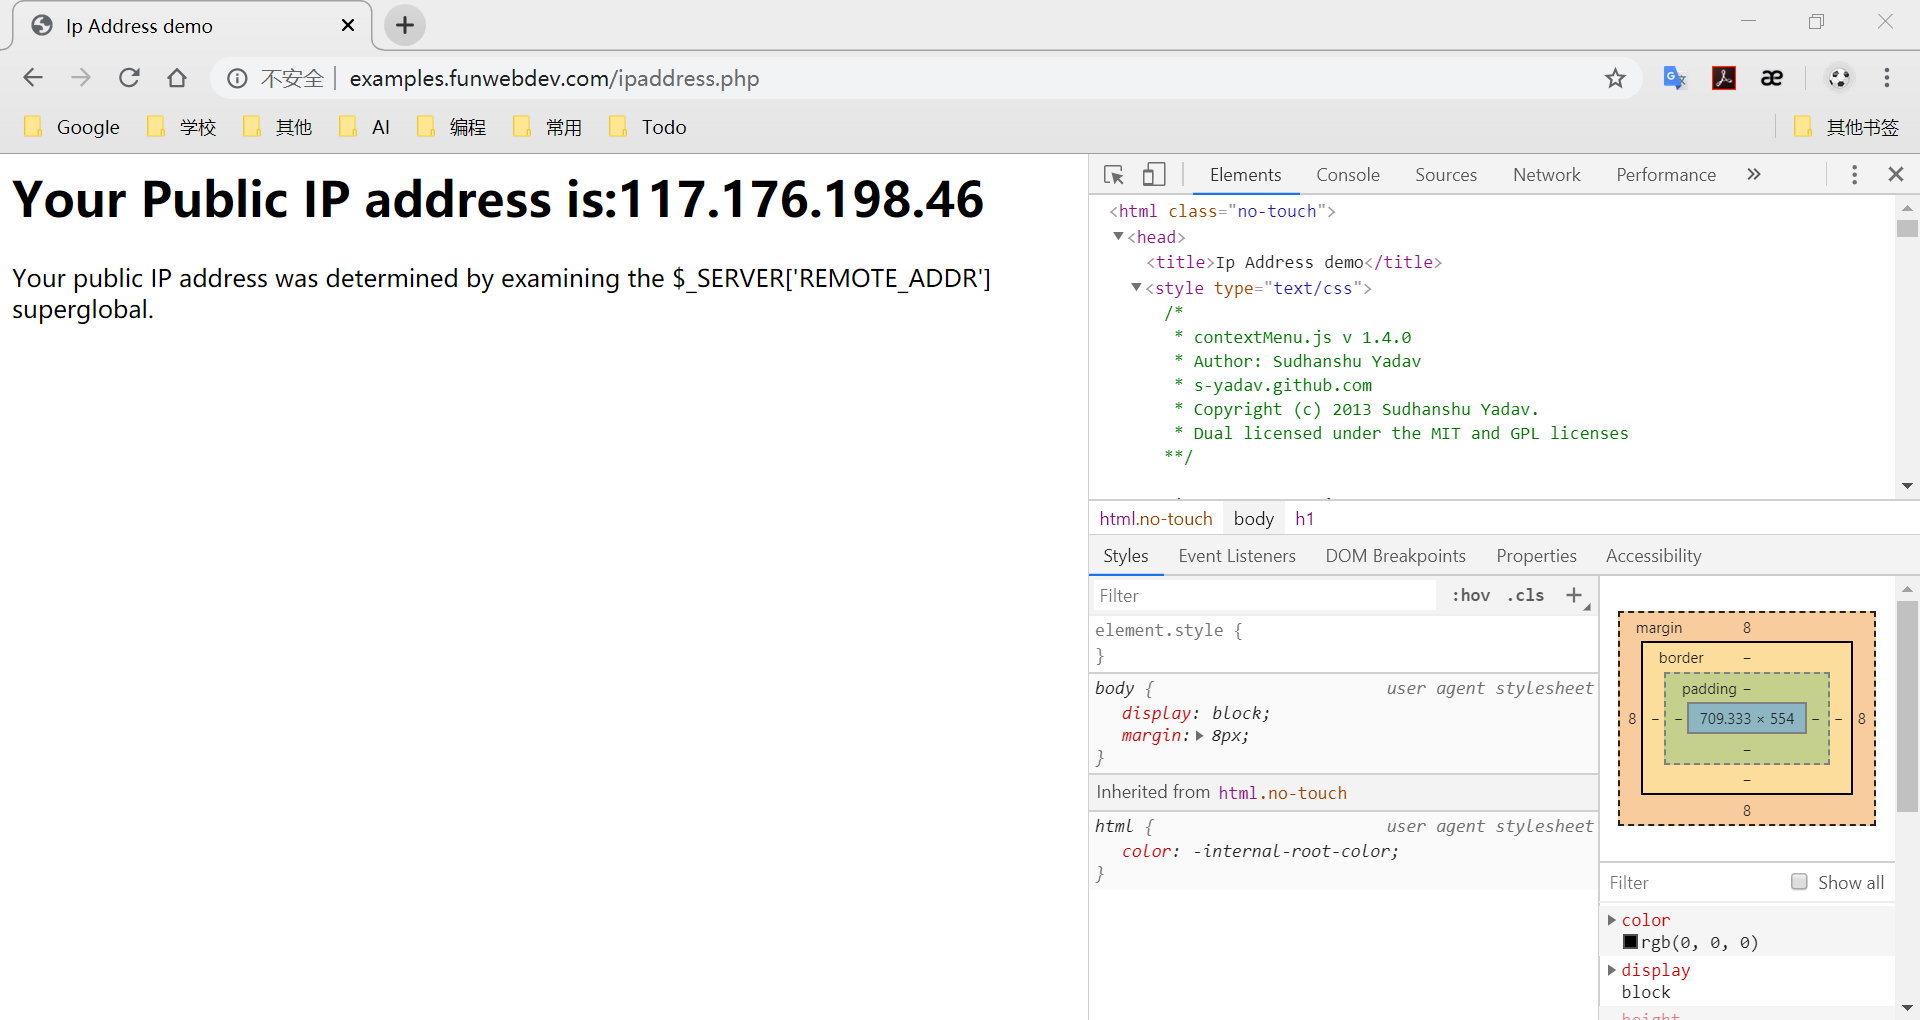 Ip Address demo
不安全 examples.funwebdev.com/ipaddress.php
Google 学校 其他 AI 编程 常用 Todo 其他书签
Your Public IP address is:117.176.198.46
Your public IP address was determined by examining the $_SERVER['REMOTE_ADDR']
superglobal.
Elements Console Sources Network Performance »
<html class="no-touch">
<head>
<title>Ip Address demo</title>
<style type="text/css">
/*
* contextMenu.js v 1.4.0
* Author: Sudhanshu Yadav
* s-yadav.github.com
* Copyright (c) 2013 Sudhanshu Yadav.
* Dual licensed under the MIT and GPL licenses
**/
html.no-touch body h1
Styles Event Listeners DOM Breakpoints Properties Accessibility
Filter :hov .cls +
element.style {
}
body { user agent stylesheet
display: block;
margin: 8px;
}
Inherited from html.no-touch
html { user agent stylesheet
color: -internal-root-color;
}
margin 8
border –
padding –
8 – – 709.333 × 554 – – 8
–
–
8
Filter Show all
color
rgb(0, 0, 0)
display
block
height